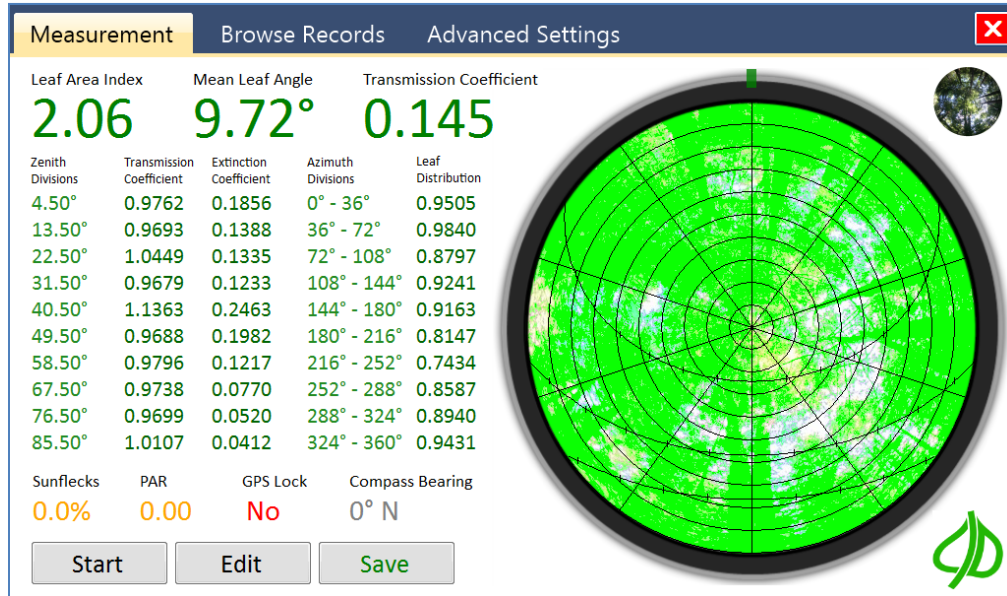 Measurement Browse Records Advanced Settings
Leaf Area Index Mean Leaf Angle Transmission Coefficient
2.06 9.72° 0.145
Zenith Transmission Extinction Azimuth Leaf
Divisions Coefficient Coefficient Divisions Distribution
4.50° 0.9762 0.1856 0° - 36° 0.9505
13.50° 0.9693 0.1388 36° - 72° 0.9840
22.50° 1.0449 0.1335 72° - 108° 0.8797
31.50° 0.9679 0.1233 108° - 144° 0.9241
40.50° 1.1363 0.2463 144° - 180° 0.9163
49.50° 0.9688 0.1982 180° - 216° 0.8147
58.50° 0.9796 0.1217 216° - 252° 0.7434
67.50° 0.9738 0.0770 252° - 288° 0.8587
76.50° 0.9699 0.0520 288° - 324° 0.8940
85.50° 1.0107 0.0412 324° - 360° 0.9431
Sunflecks PAR GPS Lock Compass Bearing
0.0% 0.00 No 0° N
Start Edit Save